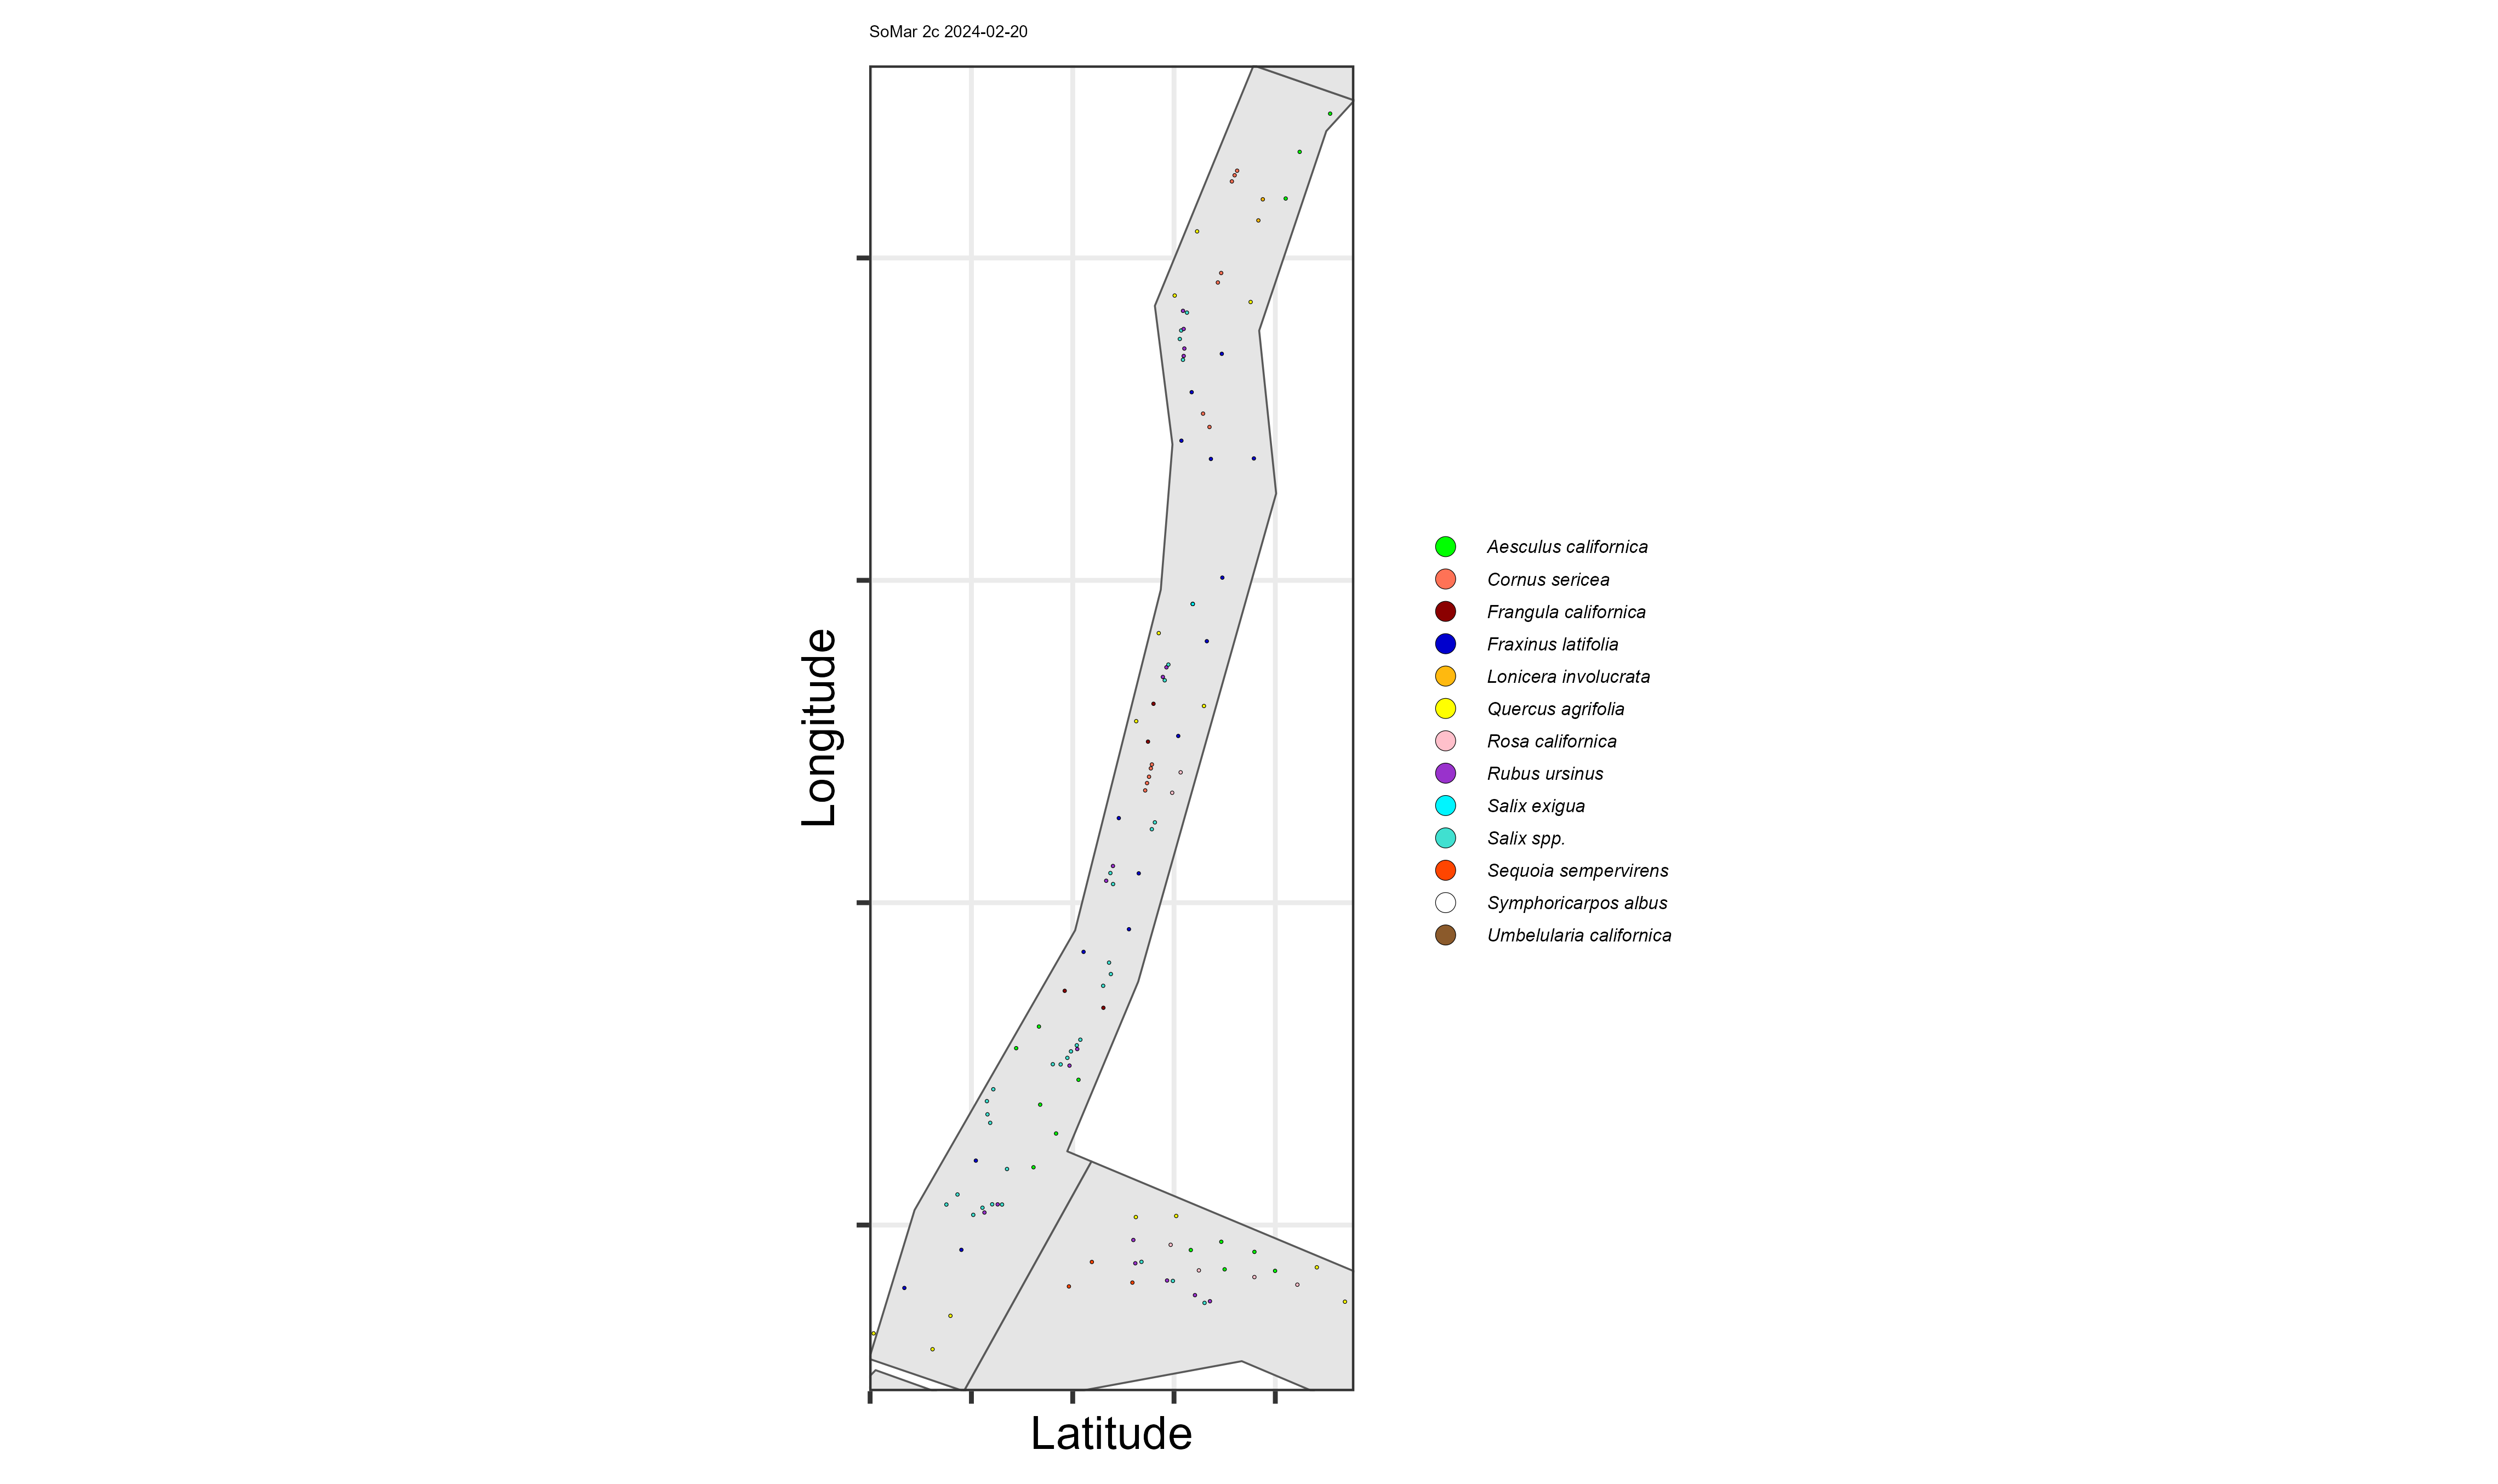 SoMar 2c 2024-02-20
Longitude
Aesculus californica
Cornus sericea
Frangula californica
Fraxinus latifolia
Lonicera involucrata
Quercus agrifolia
Rosa californica
Rubus ursinus
Salix exigua
Salix spp.
Sequoia sempervirens
Symphoricarpos albus
Umbelularia californica
Latitude